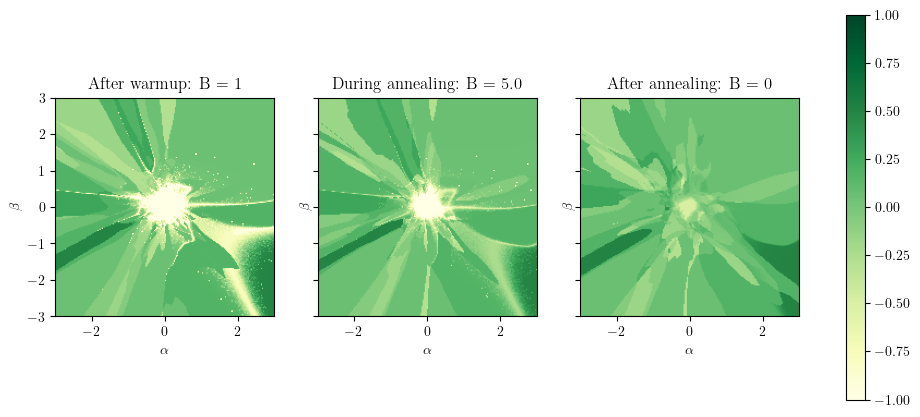 After warmup: B = 1
During annealing: B = 5.0
After annealing: B = 0
3
2
1
0
−1
−2
−3
β
β
β
−2
0
2
−2
0
2
−2
0
2
α
α
α
1.00
0.75
0.50
0.25
0.00
−0.25
−0.50
−0.75
−1.00